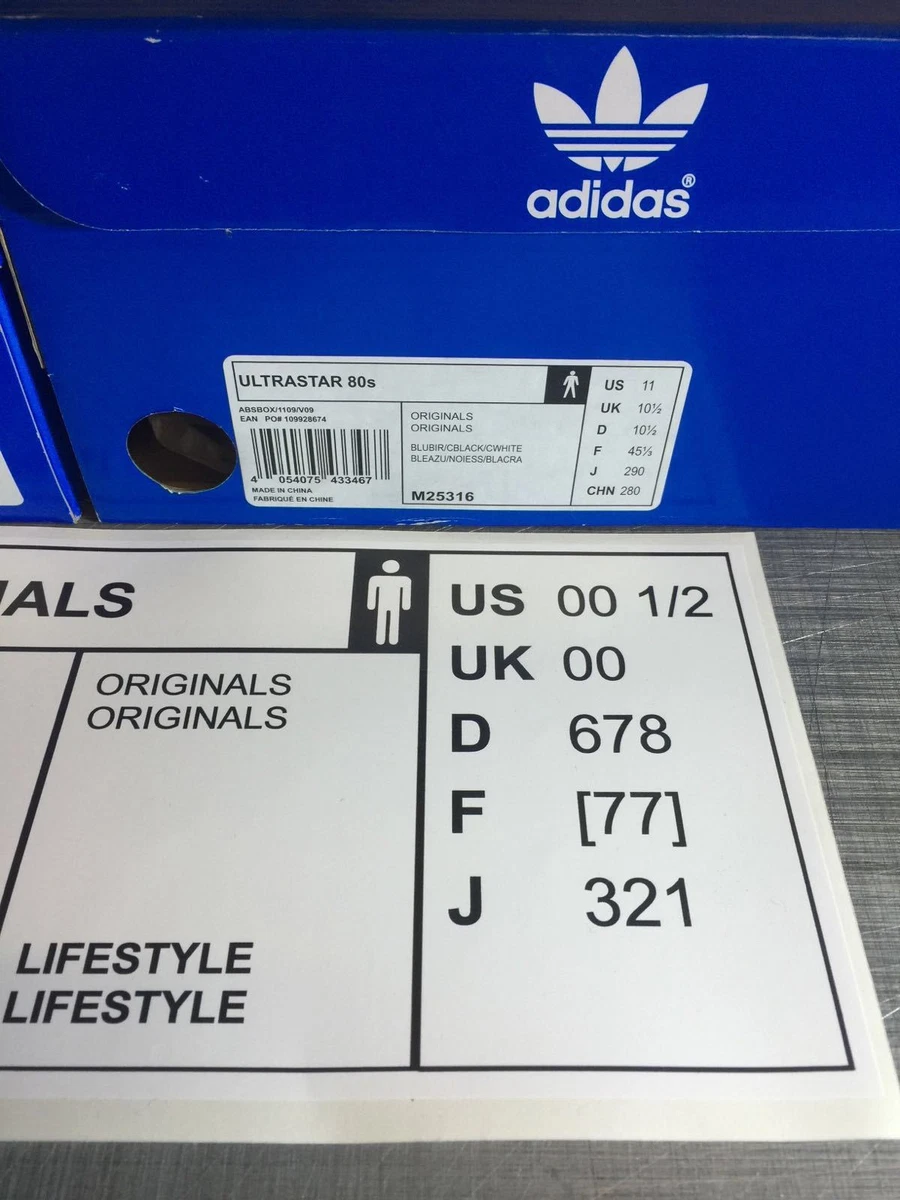 adidas®
ULTRASTAR 80s
ABSBOX/1109/V09
EAN PO# 109928674
4 054075 433467
MADE IN CHINA
FABRIQUÉ EN CHINE
ORIGINALS
ORIGINALS
BLUBIR/CBLACK/CWHITE
BLEAZU/NOIESS/BLACRA
M25316
US 11
UK 10½
D 10½
F 45⅓
J 290
CHN 280
IALS
ORIGINALS
ORIGINALS
LIFESTYLE
LIFESTYLE
US 00 1/2
UK 00
D 678
F [77]
J 321